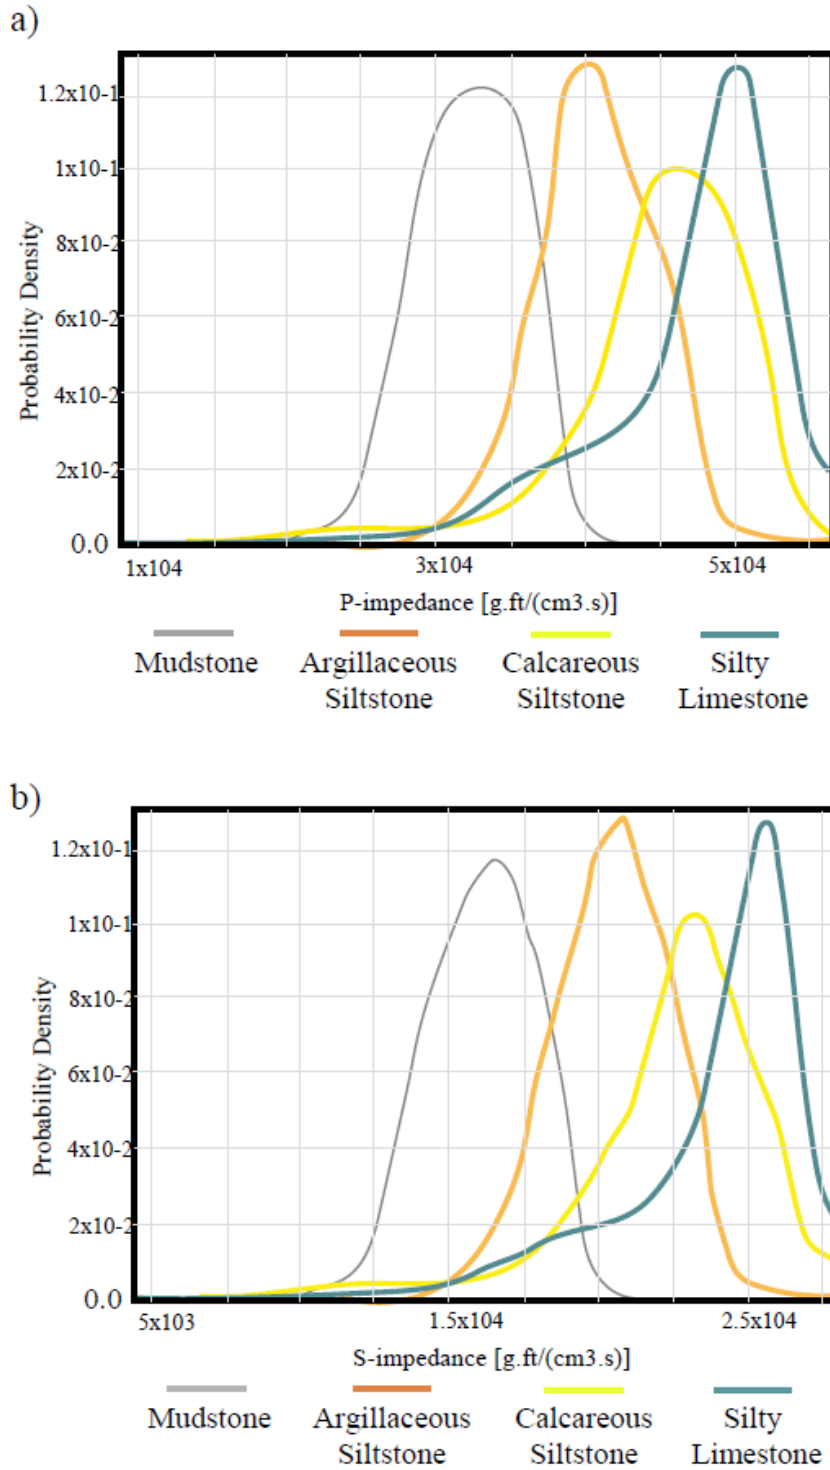 a)
1.2x10-1
1x10-1
8x10-2
6x10-2
4x10-2
2x10-2
0.0
Probability Density
1x104 3x104 5x104
P-impedance [g.ft/(cm3.s)]
Mudstone Argillaceous Siltstone Calcareous Siltstone Silty Limestone
b)
1.2x10-1
1x10-1
8x10-2
6x10-2
4x10-2
2x10-2
0.0
Probability Density
5x103 1.5x104 2.5x104
S-impedance [g.ft/(cm3.s)]
Mudstone Argillaceous Siltstone Calcareous Siltstone Silty Limestone